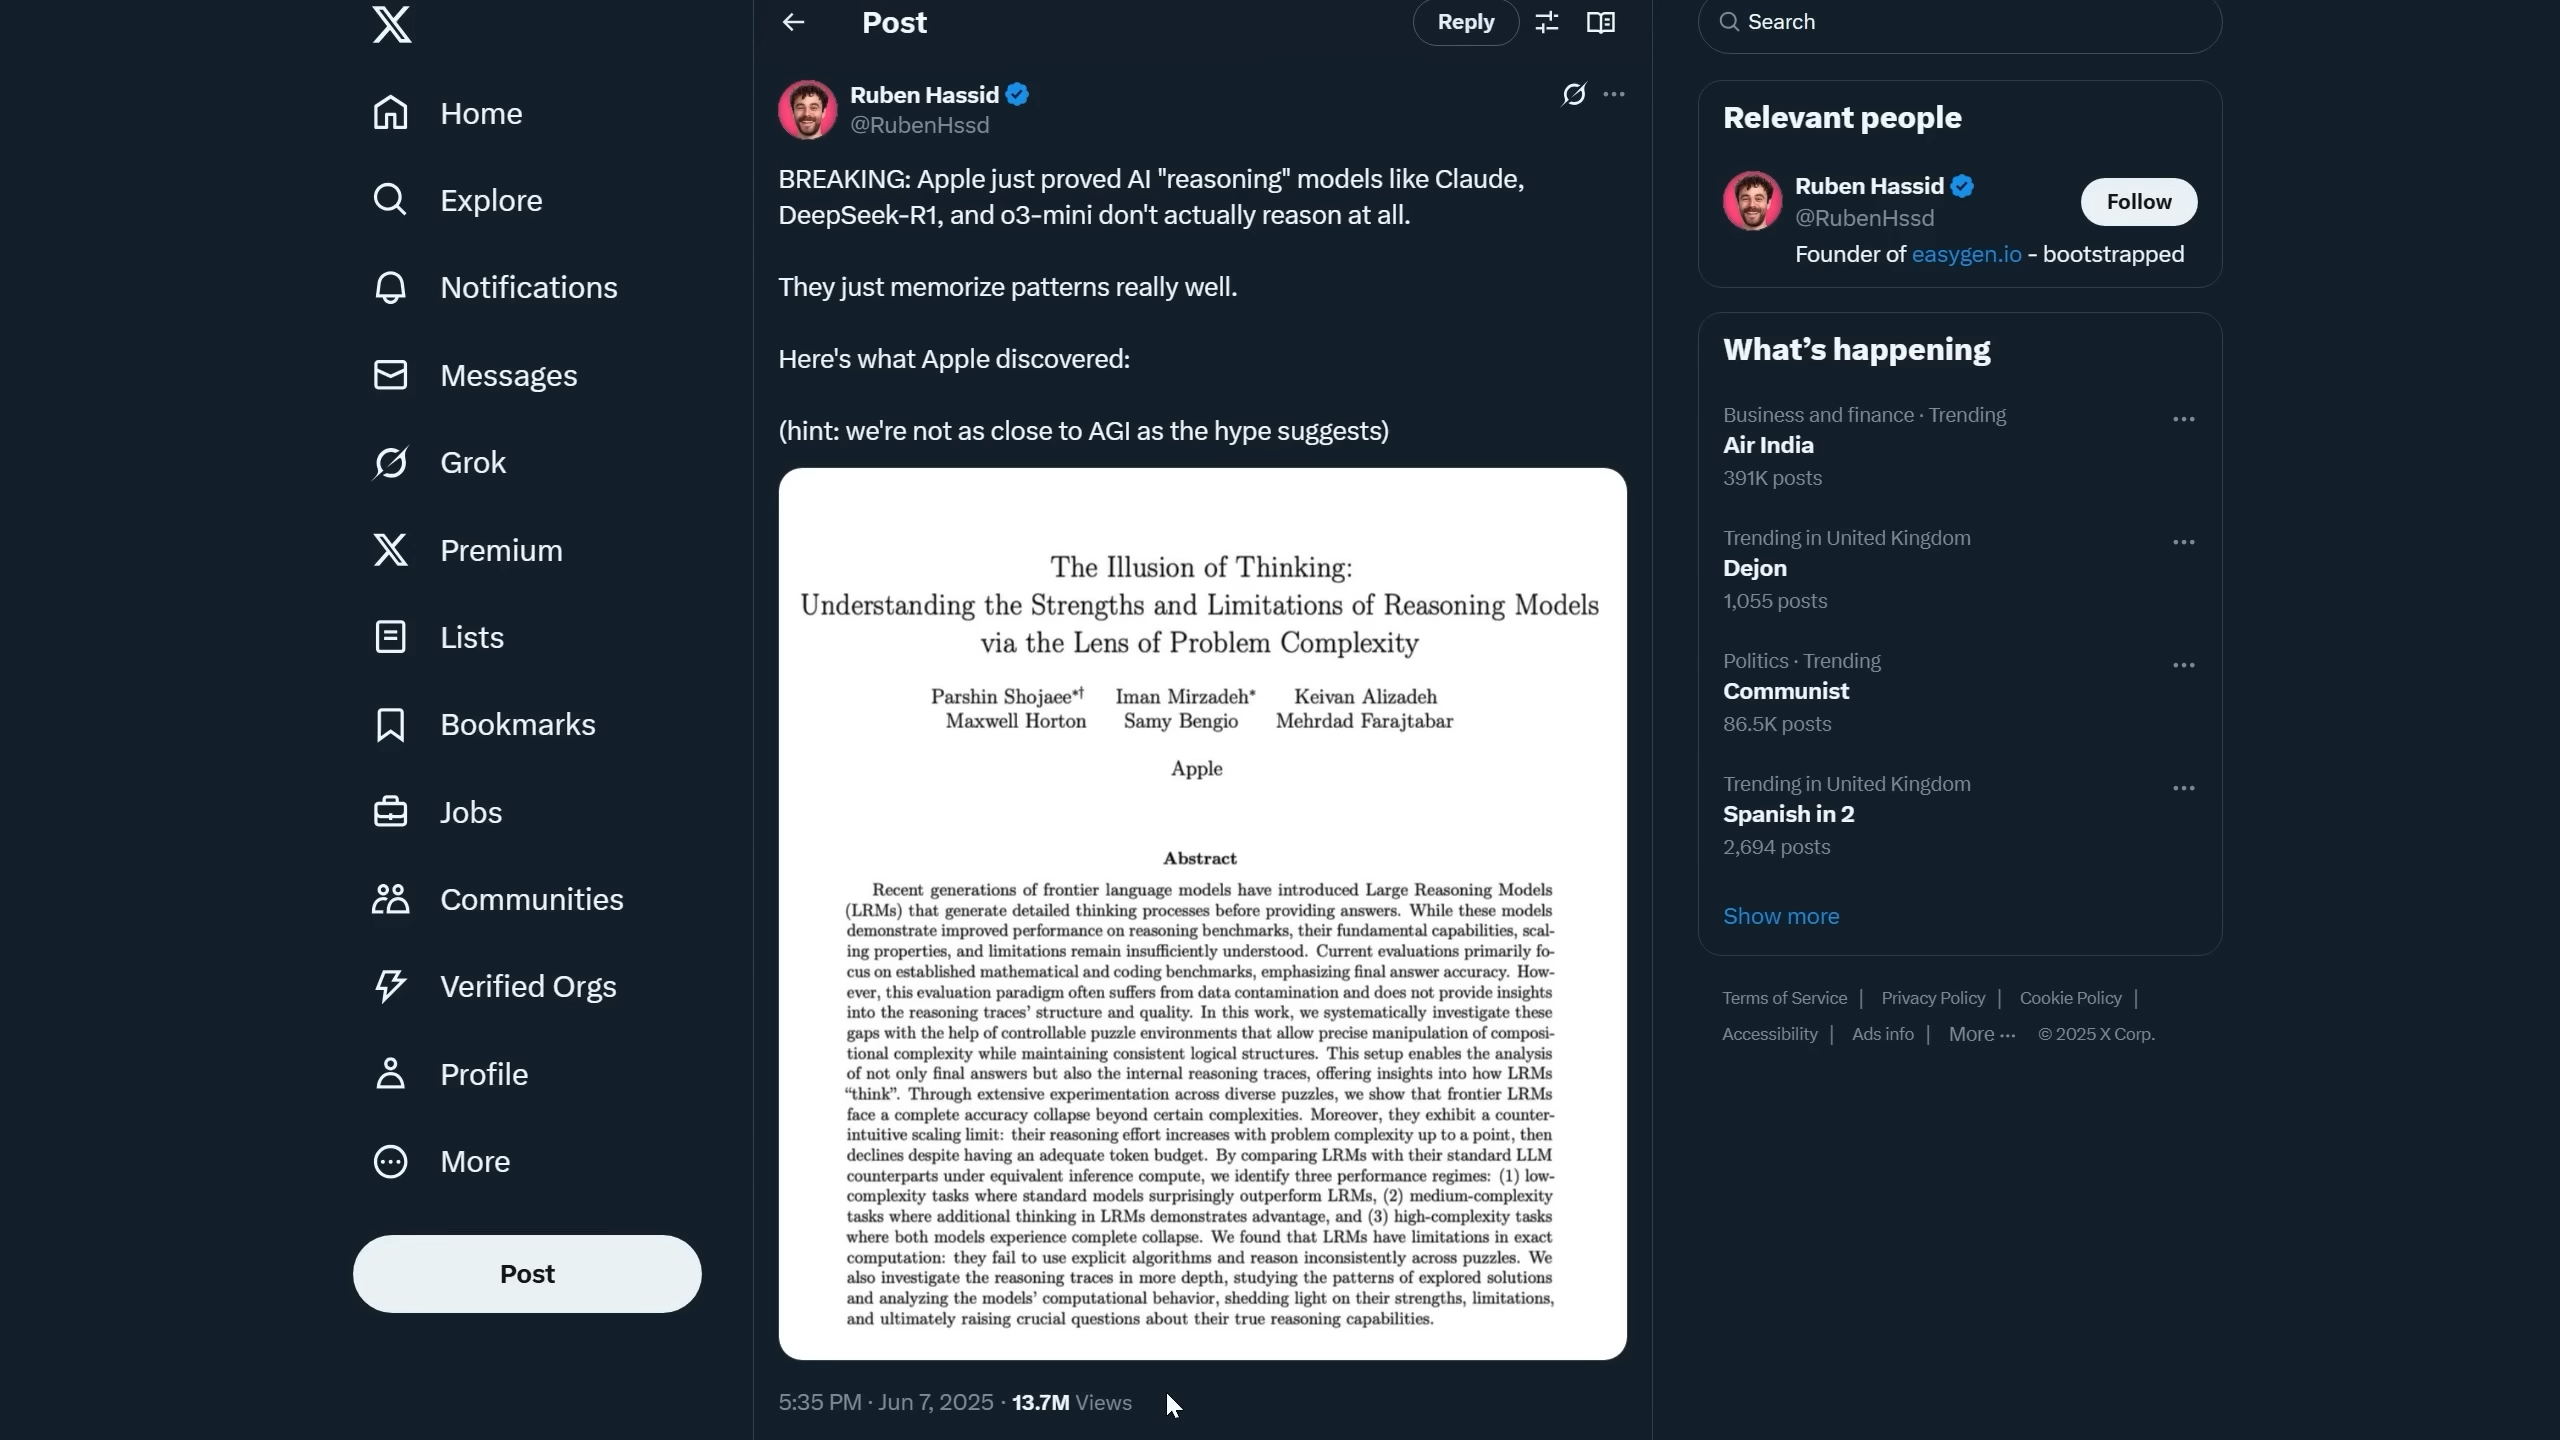 Home
Explore
Notifications
Messages
Grok
Premium
Lists
Bookmarks
Jobs
Communities
Verified Orgs
Profile
More
Post
Post
Reply
Ruben Hassid
@RubenHssd
BREAKING: Apple just proved AI "reasoning" models like Claude,
DeepSeek-R1, and o3-mini don't actually reason at all.
They just memorize patterns really well.
Here's what Apple discovered:
(hint: we're not as close to AGI as the hype suggests)
The Illusion of Thinking:
Understanding the Strengths and Limitations of Reasoning Models
via the Lens of Problem Complexity
Parshin Shojaee*† Iman Mirzadeh* Keivan Alizadeh
Maxwell Horton Samy Bengio Mehrdad Farajtabar
Apple
Abstract
Recent generations of frontier language models have introduced Large Reasoning Models
(LRMs) that generate detailed thinking processes before providing answers. While these models
demonstrate improved performance on reasoning benchmarks, their fundamental capabilities, scal-
ing properties, and limitations remain insufficiently understood. Current evaluations primarily fo-
cus on established mathematical and coding benchmarks, emphasizing final answer accuracy. How-
ever, this evaluation paradigm often suffers from data contamination and does not provide insights
into the reasoning traces' structure and quality. In this work, we systematically investigate these
gaps with the help of controllable puzzle environments that allow precise manipulation of composi-
tional complexity while maintaining consistent logical structures. This setup enables the analysis
of not only final answers but also the internal reasoning traces, offering insights into how LRMs
“think”. Through extensive experimentation across diverse puzzles, we show that frontier LRMs
face a complete accuracy collapse beyond certain complexities. Moreover, they exhibit a counter-
intuitive scaling limit: their reasoning effort increases with problem complexity up to a point, then
declines despite having an adequate token budget. By comparing LRMs with their standard LLM
counterparts under equivalent inference compute, we identify three performance regimes: (1) low-
complexity tasks where standard models surprisingly outperform LRMs, (2) medium-complexity
tasks where additional thinking in LRMs demonstrates advantage, and (3) high-complexity tasks
where both models experience complete collapse. We found that LRMs have limitations in exact
computation: they fail to use explicit algorithms and reason inconsistently across puzzles. We
also investigate the reasoning traces in more depth, studying the patterns of explored solutions
and analyzing the models' computational behavior, shedding light on their strengths, limitations,
and ultimately raising crucial questions about their true reasoning capabilities.
5:35 PM · Jun 7, 2025 · 13.7M Views
Search
Relevant people
Ruben Hassid
@RubenHssd
Follow
Founder of easygen.io - bootstrapped
What's happening
Business and finance · Trending
Air India
391K posts
Trending in United Kingdom
Dejon
1,055 posts
Politics · Trending
Communist
86.5K posts
Trending in United Kingdom
Spanish in 2
2,694 posts
Show more
Terms of Service | Privacy Policy | Cookie Policy |
Accessibility | Ads info | More ··· © 2025 X Corp.